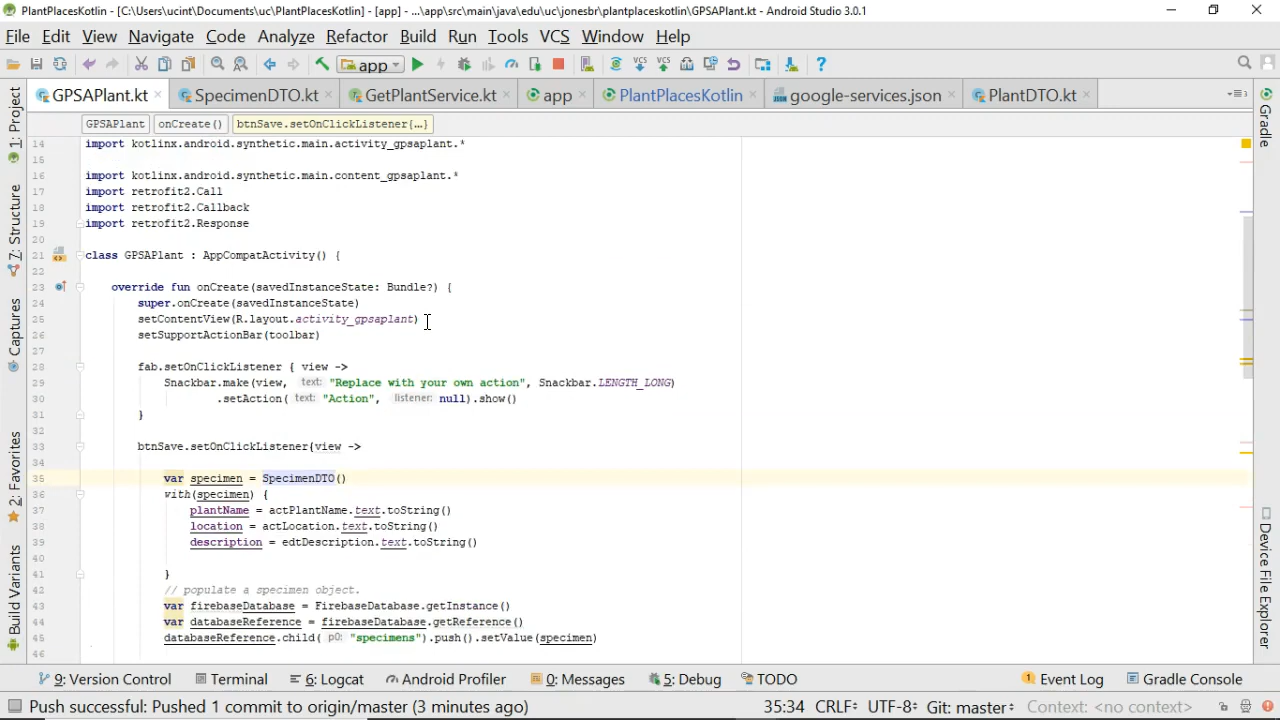 PlantPlacesKotlin - [C:\Users\ucint\Documents\uc\jonesbr\PlantPlacesKotlin] - [app] - ...\app\src\main\java\edu\uc\jonesbr\plantplaceskotlin\GPSAPlant.kt - Android Studio 3.0.1
File Edit View Navigate Code Analyze Refactor Build Run Tools VCS Window Help
app VCS VCS ?
GPSAPlant.kt SpecimenDTO.kt GetPlantService.kt app PlantPlacesKotlin google-services.json PlantDTO.kt
GPSAPlant onCreate() btnSave.setOnClickListener{...}
1: Project
7: Structure
Captures
2: Favorites
Build Variants
14 import kotlinx.android.synthetic.main.activity_gpsaplant.*
15
16 import kotlinx.android.synthetic.main.content_gpsaplant.*
17 import retrofit2.Call
18 import retrofit2.Callback
19 import retrofit2.Response
20
21 class GPSAPlant : AppCompatActivity() {
22
23 override fun onCreate(savedInstanceState: Bundle?) {
24 super.onCreate(savedInstanceState)
25 setContentView(R.layout.activity_gpsaplant)
26 setSupportActionBar(toolbar)
27
28 fab.setOnClickListener { view ->
29 Snackbar.make(view, text: "Replace with your own action", Snackbar.LENGTH_LONG)
30 .setAction( text: "Action", listener: null).show()
31 }
32
33 btnSave.setOnClickListener{view ->
34
35 var specimen = SpecimenDTO()
36 with(specimen) {
37 plantName = actPlantName.text.toString()
38 location = actLocation.text.toString()
39 description = edtDescription.text.toString()
40
41 }
42 // populate a specimen object.
43 var firebaseDatabase = FirebaseDatabase.getInstance()
44 var databaseReference = firebaseDatabase.getReference()
45 databaseReference.child( p0: "specimens").push().setValue(specimen)
46
Gradle
Device File Explorer
9: Version Control Terminal 6: Logcat Android Profiler 0: Messages 5: Debug TODO 1 Event Log Gradle Console
Push successful: Pushed 1 commit to origin/master (3 minutes ago) 35:34 CRLF UTF-8 Git: master Context: <no context>